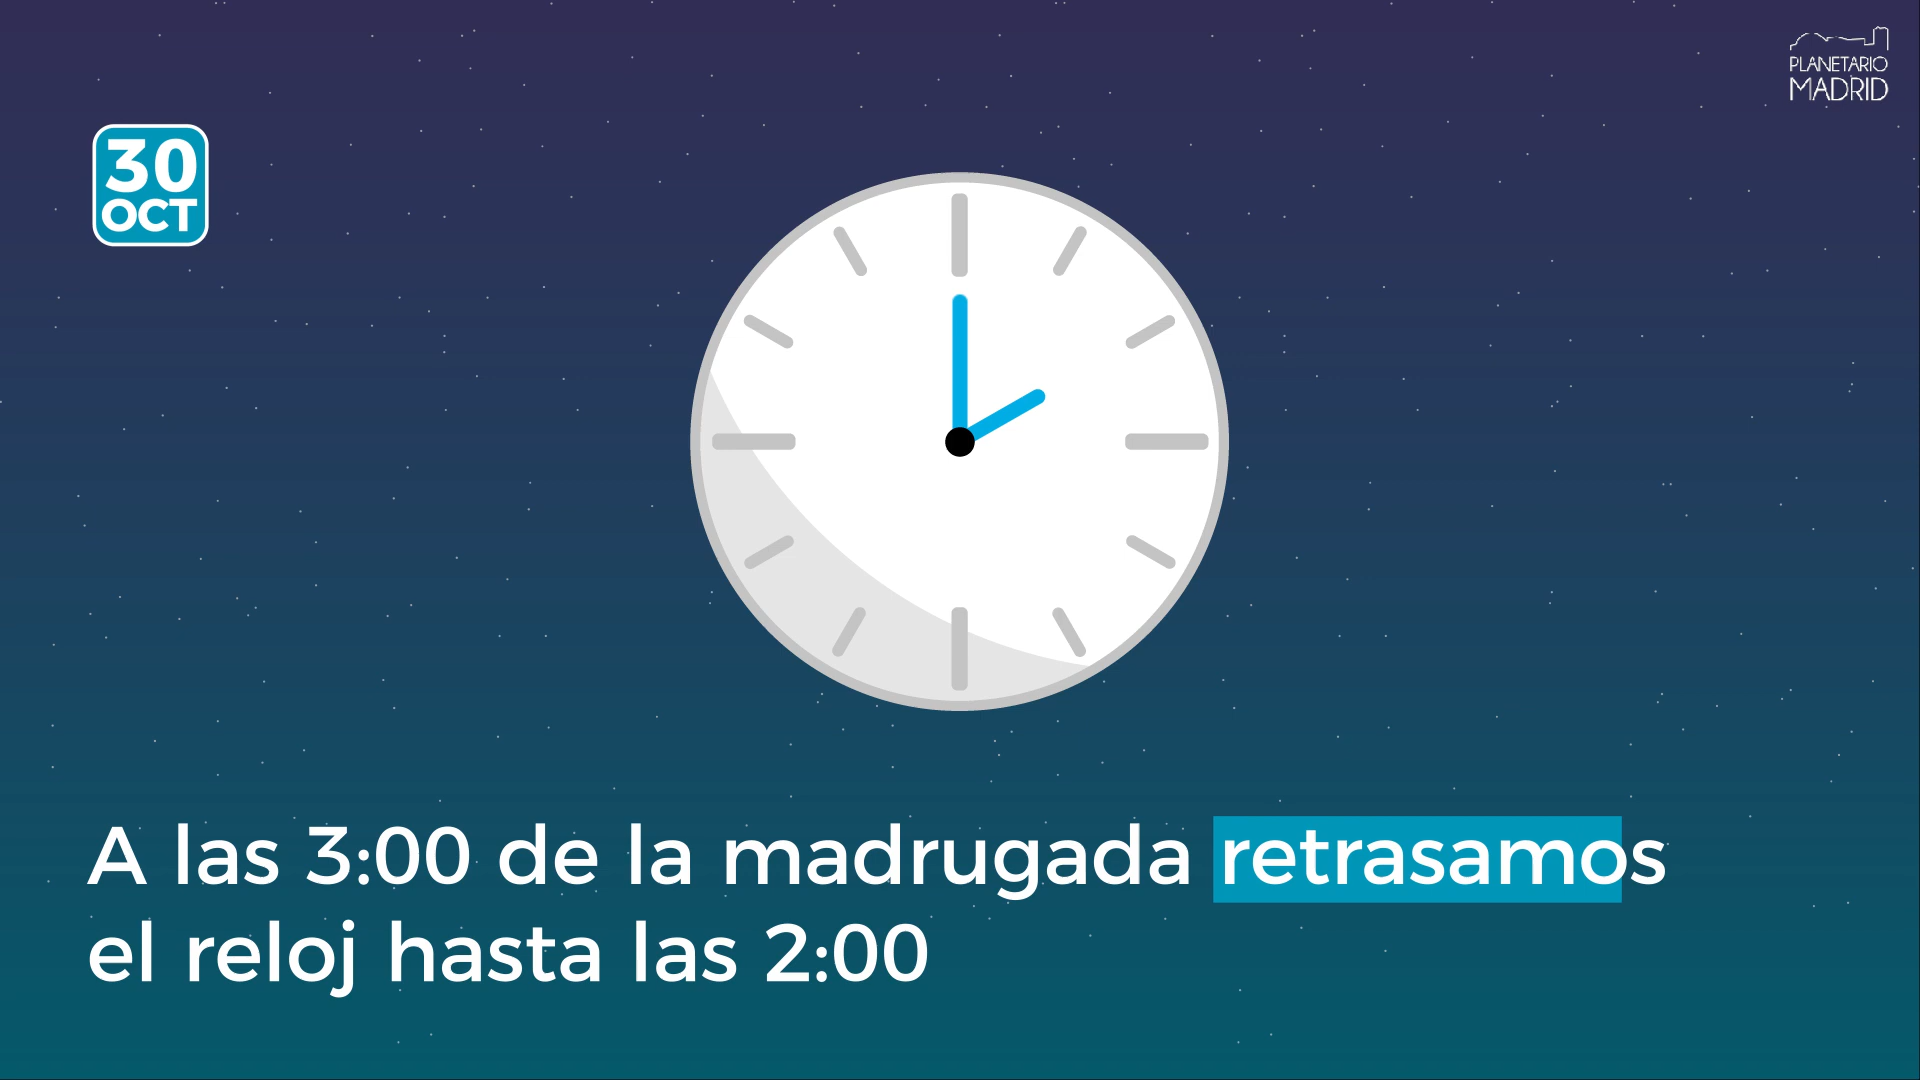 PLANETARIO
MADRID
30
OCT
A las 3:00 de la madrugada retrasamos
el reloj hasta las 2:00